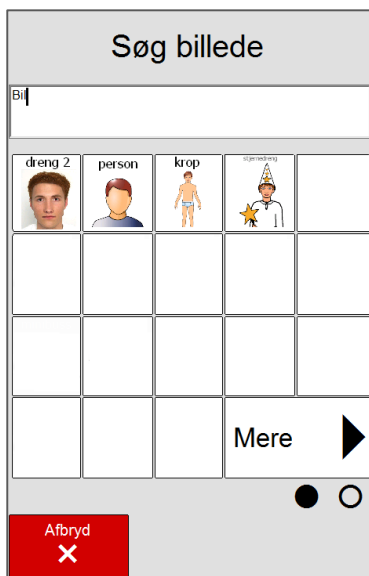 Søg billede
Bil
dreng 2
person
krop
stjernedreng
Mere
Afbryd